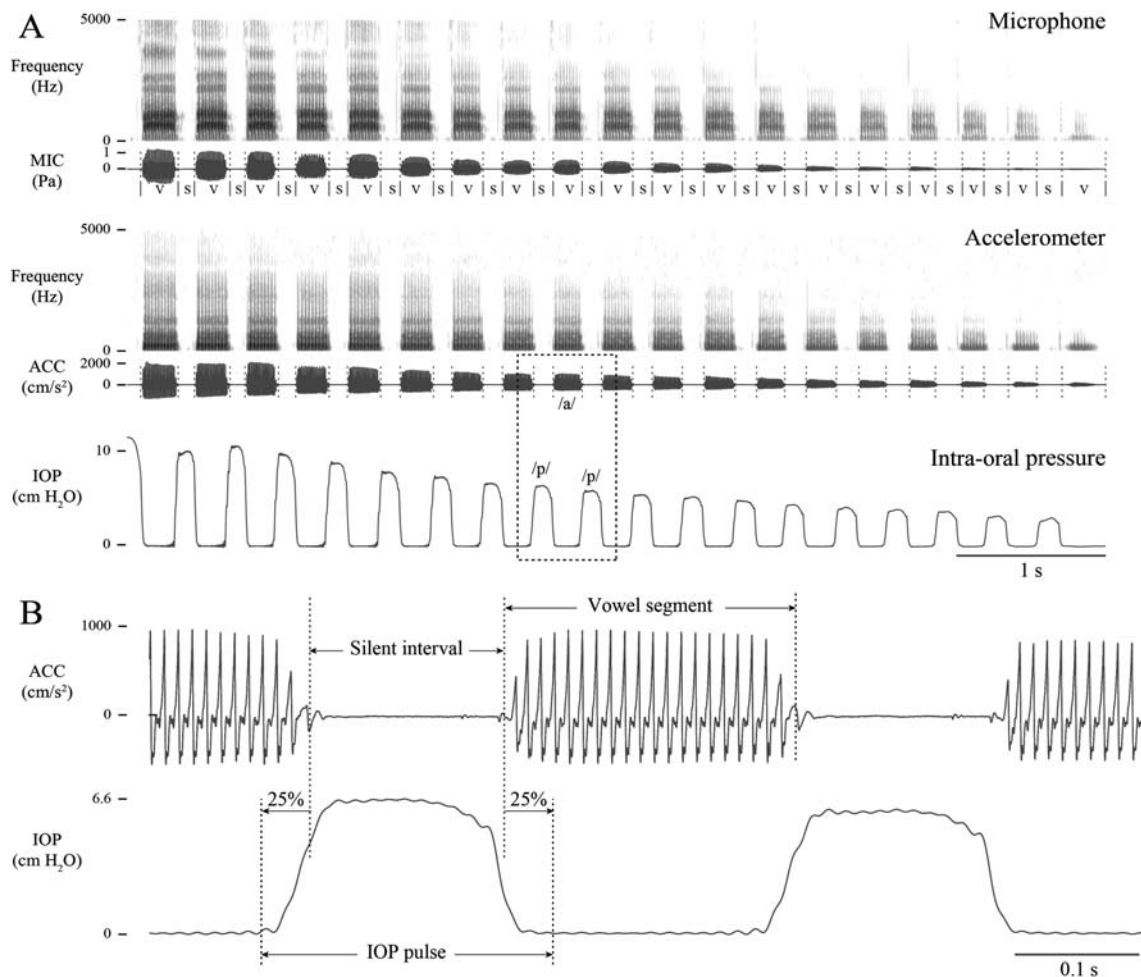 A
5000
Microphone
Frequency
(Hz)
0
MIC
(Pa)
1
0
v s v s v s v s v s v s v s v s v s v s v s v s v s v s v s v s v s v s v
5000
Accelerometer
Frequency
(Hz)
0
ACC
(cm/s²)
2000
0
/a/
10
Intra-oral pressure
IOP
(cm H₂O)
/p/ /p/
0
1 s
B
Vowel segment
1000
Silent interval
ACC
(cm/s²)
0
6.6
25% 25%
IOP
(cm H₂O)
0
IOP pulse
0.1 s